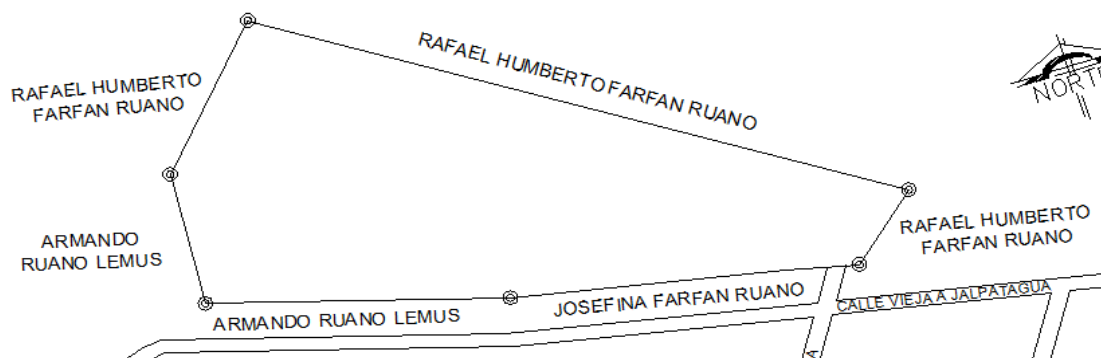 RAFAEL HUMBERTO FARFAN RUANO
RAFAEL HUMBERTO
FARFAN RUANO
NORTE
RAFAEL HUMBERTO
FARFAN RUANO
ARMANDO
RUANO LEMUS
ARMANDO RUANO LEMUS
JOSEFINA FARFAN RUANO
CALLE VIEJA A JALPATAGUA
A